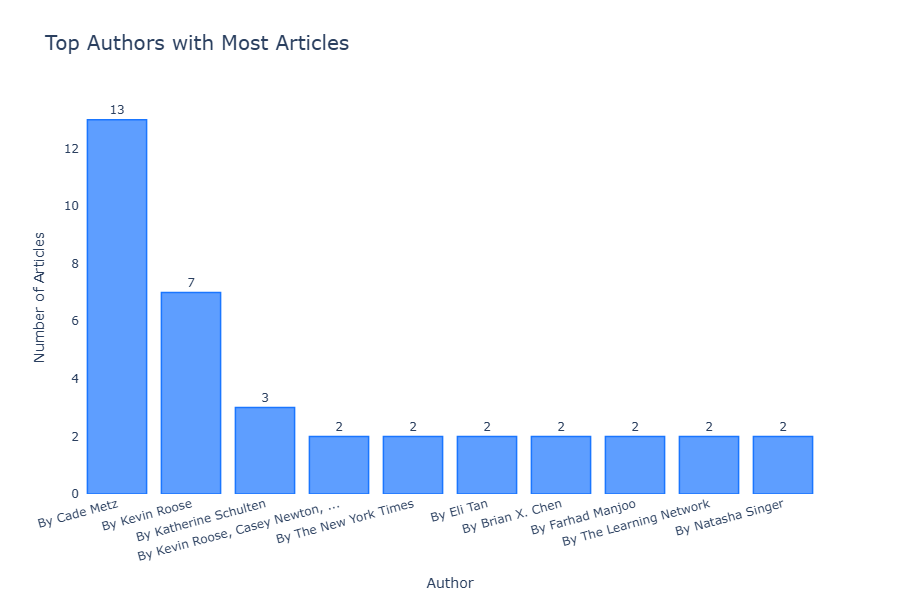 Top Authors with Most Articles
13
7
3
2
2
2
2
2
2
2
12
10
8
6
4
2
0
Number of Articles
By Cade Metz
By Kevin Roose
By Katherine Schulten
By Kevin Roose, Casey Newton, ...
By The New York Times
By Eli Tan
By Brian X. Chen
By Farhad Manjoo
By The Learning Network
By Natasha Singer
Author